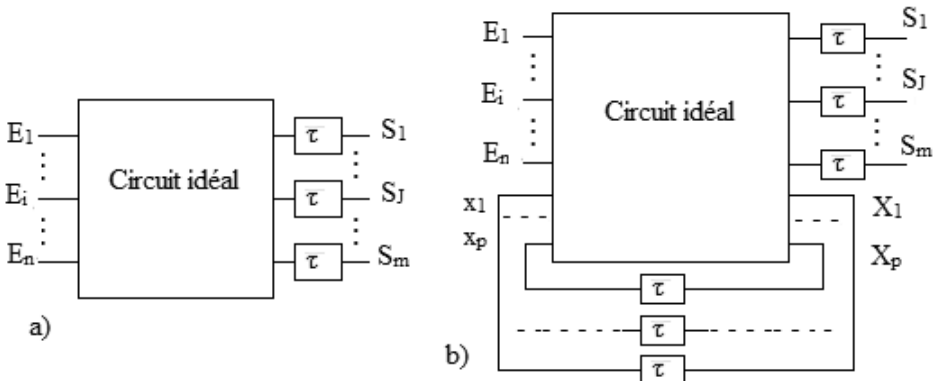 E1
Ei
En
Circuit idéal
τ
τ
τ
S1
SJ
Sm
a)
E1
Ei
En
x1
xp
Circuit idéal
τ
τ
τ
S1
SJ
Sm
X1
Xp
τ
τ
τ
b)